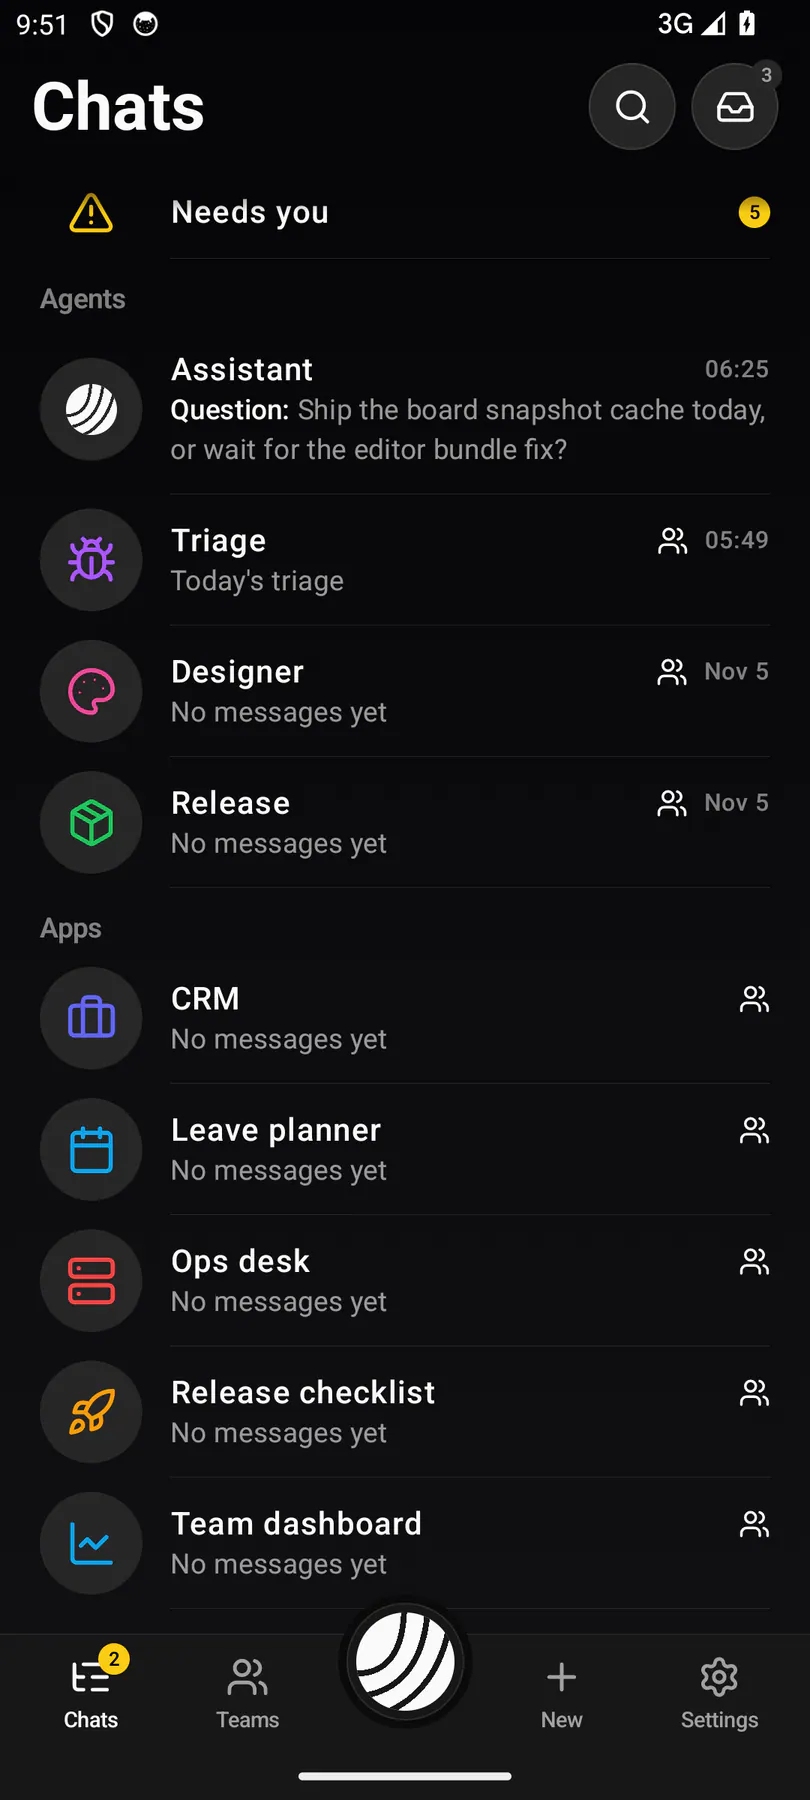 9:51
3G
Chats
3
Needs you
5
Agents
Assistant
06:25
Question: Ship the board snapshot cache today,
or wait for the editor bundle fix?
Triage
05:49
Today's triage
Designer
Nov 5
No messages yet
Release
Nov 5
No messages yet
Apps
CRM
No messages yet
Leave planner
No messages yet
Ops desk
No messages yet
Release checklist
No messages yet
Team dashboard
No messages yet
2
Chats
Teams
New
Settings